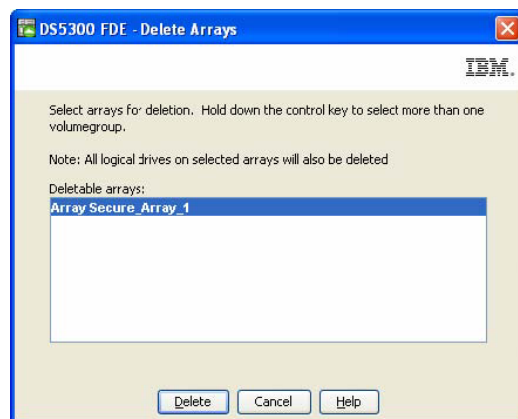 DS5300 FDE - Delete Arrays
IBM.
Select arrays for deletion. Hold down the control key to select more than one
volumegroup.
Note: All logical drives on selected arrays will also be deleted
Deletable arrays:
Array Secure_Array_1
Delete Cancel Help